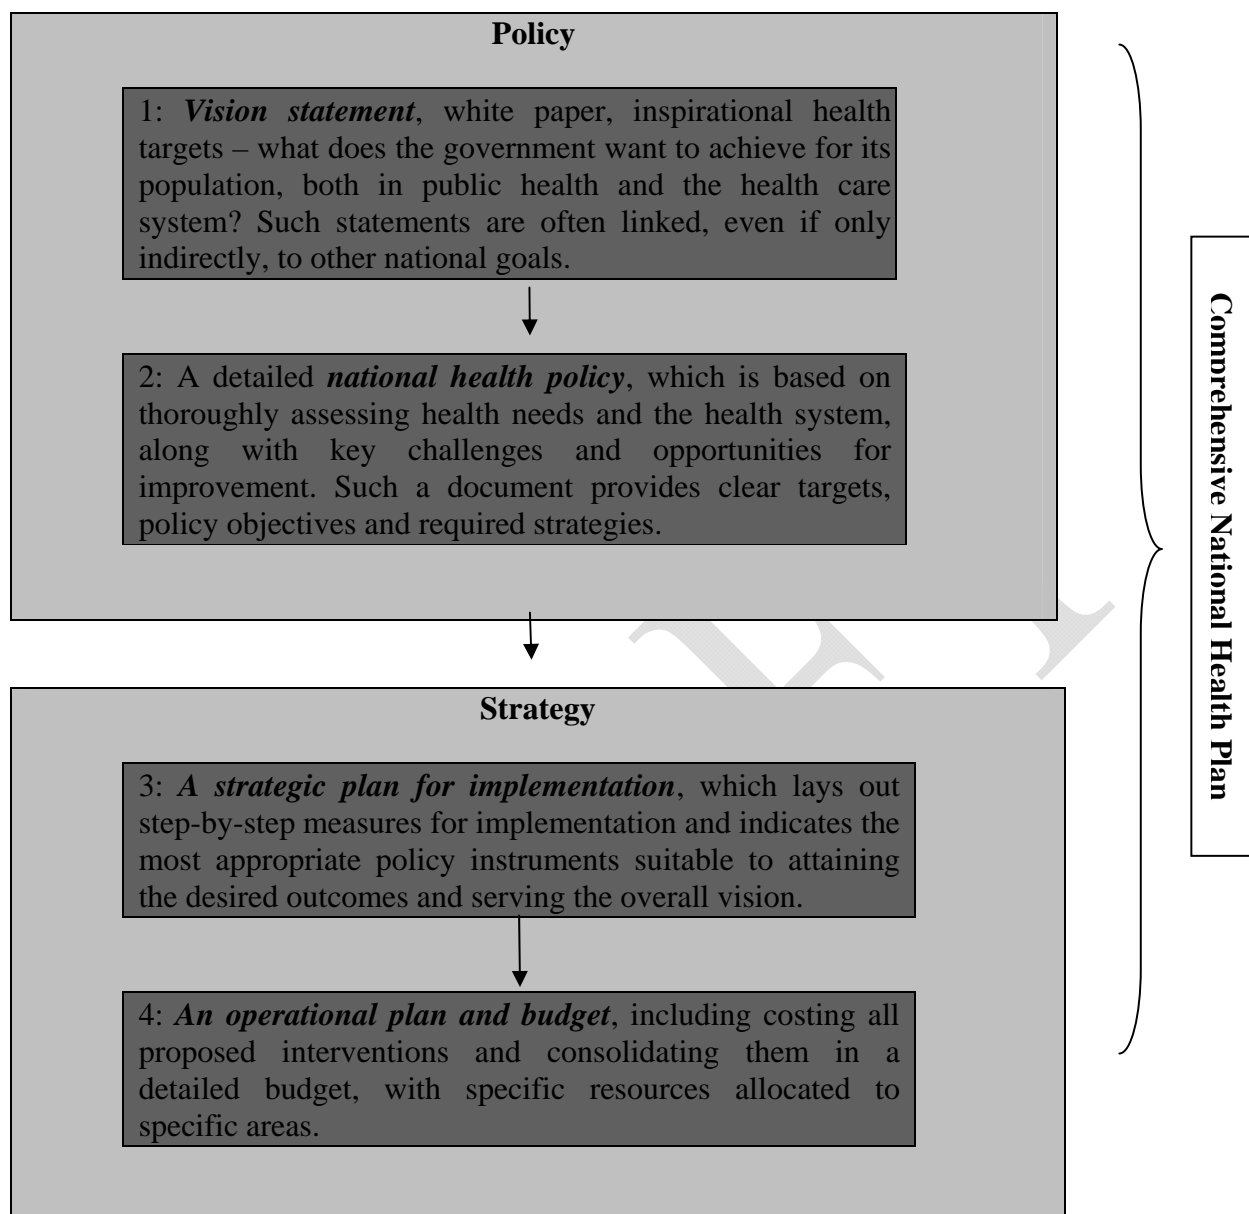 Policy
1: Vision statement, white paper, inspirational health
targets – what does the government want to achieve for its
population, both in public health and the health care
system? Such statements are often linked, even if only
indirectly, to other national goals.
2: A detailed national health policy, which is based on
thoroughly assessing health needs and the health system,
along with key challenges and opportunities for
improvement. Such a document provides clear targets,
policy objectives and required strategies.
Strategy
3: A strategic plan for implementation, which lays out
step-by-step measures for implementation and indicates the
most appropriate policy instruments suitable to attaining
the desired outcomes and serving the overall vision.
4: An operational plan and budget, including costing all
proposed interventions and consolidating them in a
detailed budget, with specific resources allocated to
specific areas.
Comprehensive National Health Plan